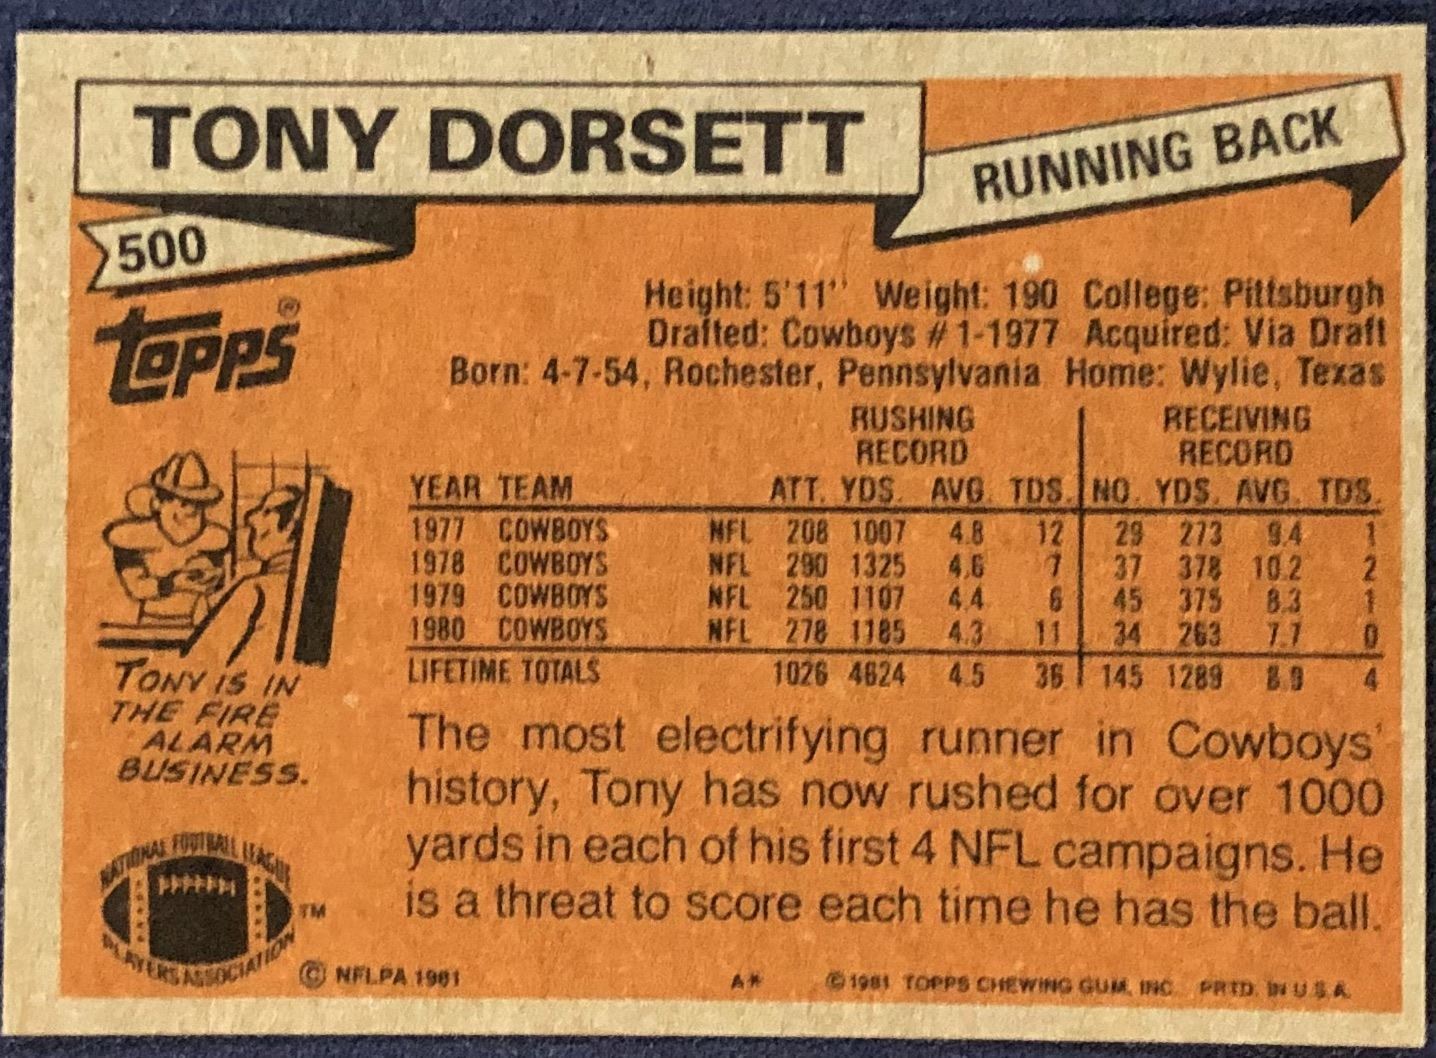 TONY DORSETT
RUNNING BACK
500
TOPPS®
Height: 5'11'' Weight: 190 College: Pittsburgh
Drafted: Cowboys #1-1977 Acquired: Via Draft
Born: 4-7-54, Rochester, Pennsylvania Home: Wylie, Texas
RUSHING RECEIVING
RECORD RECORD
YEAR TEAM ATT. YDS. AVG. TDS. NO. YDS. AVG. TDS.
1977 COWBOYS NFL 208 1007 4.8 12 29 273 9.4 1
1978 COWBOYS NFL 290 1325 4.6 7 37 378 10.2 2
1979 COWBOYS NFL 250 1107 4.4 6 45 375 8.3 1
1980 COWBOYS NFL 278 1185 4.3 11 34 263 7.7 0
LIFETIME TOTALS 1026 4624 4.5 36 145 1289 8.9 4
TONY IS IN
THE FIRE
ALARM
BUSINESS.
The most electrifying runner in Cowboys'
history, Tony has now rushed for over 1000
yards in each of his first 4 NFL campaigns. He
is a threat to score each time he has the ball.
NATIONAL FOOTBALL LEAGUE
PLAYERS ASSOCIATION
TM
© NFLPA 1981
A* © 1981 TOPPS CHEWING GUM, INC. PRTD. IN U.S.A.